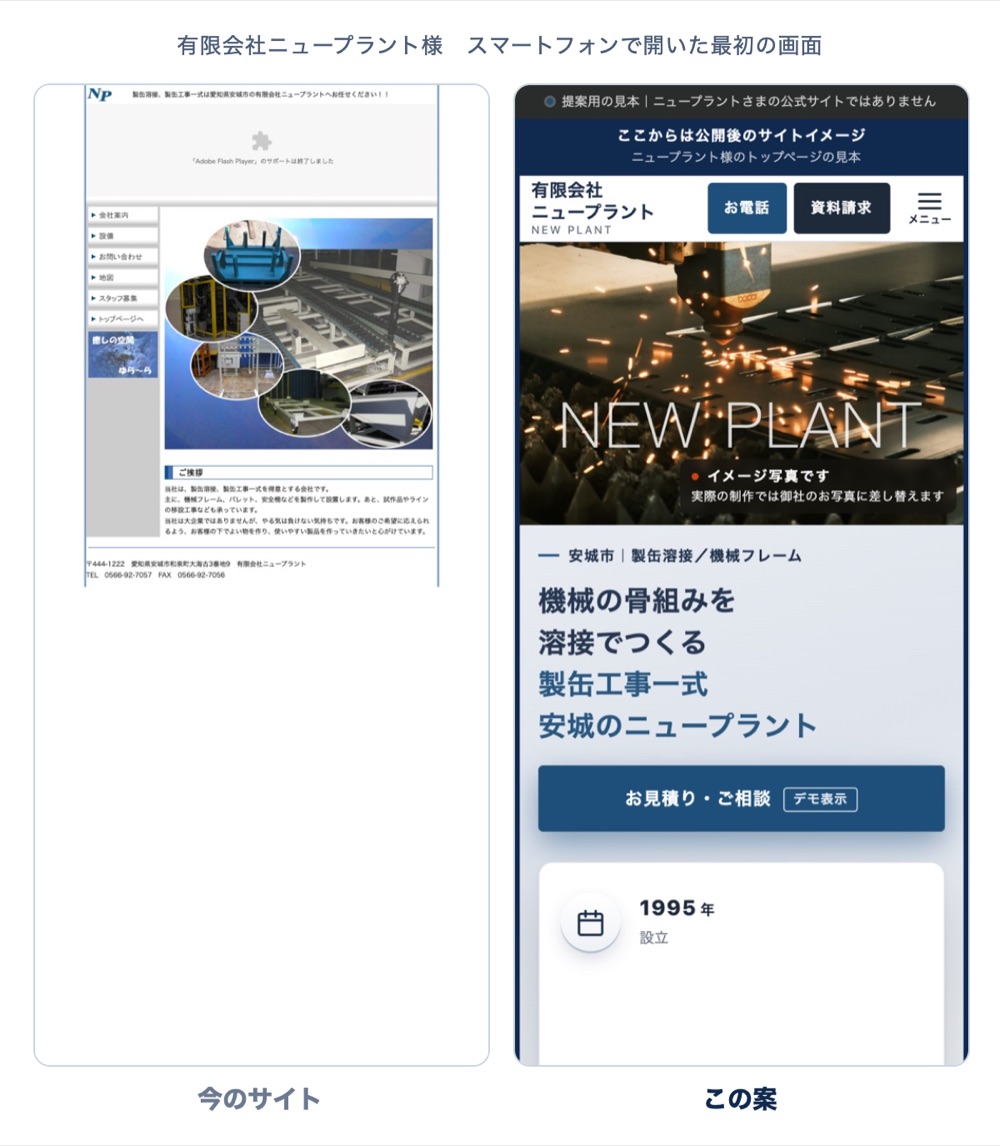 有限会社ニュープラント様　スマートフォンで開いた最初の画面
NP
製缶溶接、製缶工事一式は愛知県安城市の有限会社ニュープラントへお任せください！！
「Adobe Flash Player」のサポートは終了しました
会社案内
設備
お問い合わせ
地図
スタッフ募集
トップページへ
癒しの空間
ゆら〜ら
ご挨拶
当社は、製缶溶接、製缶工事一式を得意とする会社です。
主に、機械フレーム、パレット、安全柵などを製作して設置します。あと、試作品やライン
の移設工事なども承っています。
当社は大企業ではありませんが、やる気は負けない気持ちです。お客様のご希望に応えられ
るよう、お客様の下でよい物を作り、使いやすい製品を作っていきたいと心がけています。
〒444-1222　愛知県安城市和泉町大海古3番地9　有限会社ニュープラント
TEL　0566-92-7057　FAX　0566-92-7056
今のサイト
提案用の見本｜ニュープラントさまの公式サイトではありません
ここからは公開後のサイトイメージ
ニュープラント様のトップページの見本
有限会社
ニュープラント
NEW PLANT
お電話
資料請求
メニュー
NEW PLANT
イメージ写真です
実際の制作では御社のお写真に差し替えます
安城市｜製缶溶接／機械フレーム
機械の骨組みを
溶接でつくる
製缶工事一式
安城のニュープラント
お見積り・ご相談 デモ表示
1995 年
設立
この案